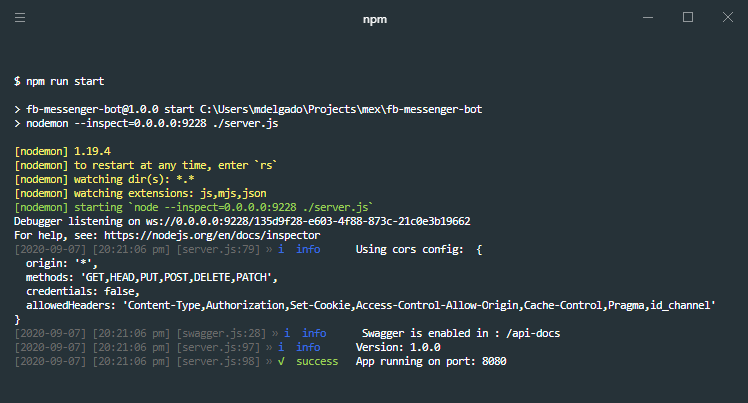 npm
$ npm run start
> fb-messenger-bot@1.0.0 start C:\Users\mdelgado\Projects\mex\fb-messenger-bot
> nodemon --inspect=0.0.0.0:9228 ./server.js
[nodemon] 1.19.4
[nodemon] to restart at any time, enter `rs`
[nodemon] watching dir(s): *.*
[nodemon] watching extensions: js,mjs,json
[nodemon] starting `node --inspect=0.0.0.0:9228 ./server.js`
Debugger listening on ws://0.0.0.0:9228/135d9f28-e603-4f88-873c-21c0e3b19662
For help, see: https://nodejs.org/en/docs/inspector
[2020-09-07] [20:21:06 pm] [server.js:79] » i  info     Using cors config:  {
  origin: '*',
  methods: 'GET,HEAD,PUT,POST,DELETE,PATCH',
  credentials: false,
  allowedHeaders: 'Content-Type,Authorization,Set-Cookie,Access-Control-Allow-Origin,Cache-Control,Pragma,id_channel'
}
[2020-09-07] [20:21:06 pm] [swagger.js:28] » i  info      Swagger is enabled in : /api-docs
[2020-09-07] [20:21:06 pm] [server.js:97] » i  info     Version: 1.0.0
[2020-09-07] [20:21:06 pm] [server.js:98] » √  success   App running on port: 8080